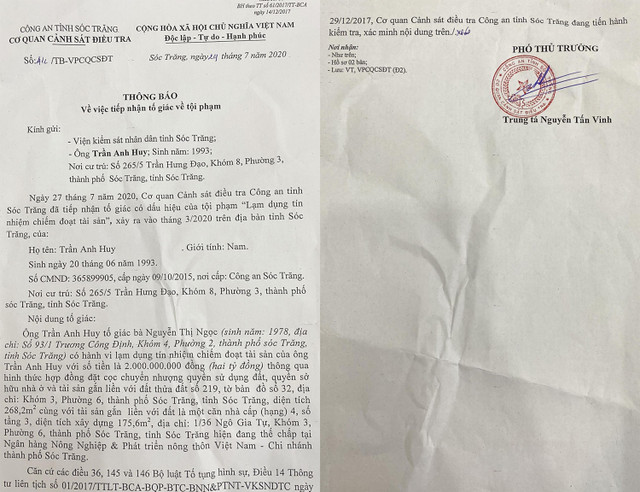 BH theo TT số 61/2017/TT-BCA
ngày 14/12/2017
CÔNG AN TỈNH SÓC TRĂNG
CƠ QUAN CẢNH SÁT ĐIỀU TRA
CỘNG HÒA XÃ HỘI CHỦ NGHĨA VIỆT NAM
Độc lập - Tự do - Hạnh phúc
Số: /TB-VPCQCSĐT
Sóc Trăng, ngày 29 tháng 7 năm 2020
THÔNG BÁO
Về việc tiếp nhận tố giác về tội phạm
Kính gửi:
- Viện kiểm sát nhân dân tỉnh Sóc Trăng;
- Ông Trần Anh Huy; Sinh năm: 1993;
Nơi cư trú: Số 265/5 Trần Hưng Đạo, Khóm 8, Phường 3,
thành phố Sóc Trăng, tỉnh Sóc Trăng.
Ngày 27 tháng 7 năm 2020, Cơ quan Cảnh sát điều tra Công an tỉnh
Sóc Trăng đã tiếp nhận tố giác có dấu hiệu của tội phạm "Lạm dụng tín
nhiệm chiếm đoạt tài sản", xảy ra vào tháng 3/2020 trên địa bàn tỉnh Sóc
Trăng, của:
Họ tên: Trần Anh Huy . Giới tính: Nam.
Sinh ngày 20 tháng 06 năm 1993.
Số CMND: 365899905, cấp ngày 09/10/2015, nơi cấp: Công an Sóc Trăng.
Nơi cư trú: Số 265/5 Trần Hưng Đạo, Khóm 8, Phường 3, thành phố
sóc Trăng, tỉnh Sóc Trăng.
Nội dung tố giác:
Ông Trần Anh Huy tố giác bà Nguyễn Thị Ngọc (sinh năm: 1978, địa
chỉ: Số 93/1 Trương Công Định, Khóm 4, Phường 2, thành phố sóc Trăng,
tỉnh Sóc Trăng) có hành vi lạm dụng tín nhiệm chiếm đoạt tài sản của ông
Trần Anh Huy với số tiền là 2.000.000.000 đồng (hai tỷ đồng) thông qua
hình thức hợp đồng đặt cọc chuyển nhượng quyền sử dụng đất, quyền sở
hữu nhà ở và tài sản gắn liền với đất thửa đất số 219, tờ bản đồ số 32, địa
chỉ: Khóm 3, Phường 6, thành phố Sóc Trăng, tỉnh Sóc Trăng, diện tích
268,2m² cùng với tài sản gắn liền với đất là một căn nhà cấp (hạng) 4, số
tầng 3, diện tích xây dựng 175,6m², địa chỉ: 1/36 Ngô Gia Tự, Khóm 3,
Phường 6, thành phố Sóc Trăng, tỉnh Sóc Trăng hiện đang thế chấp tại
Ngân hàng Nông Nghiệp & Phát triển nông thôn Việt Nam - Chi nhánh
thành phố Sóc Trăng.
Căn cứ các điều 36, 145 và 146 Bộ luật Tố tụng hình sự, Điều 14 Thông
tư liên tịch số 01/2017/TTLT-BCA-BQP-BTC-BNN&PTNT-VKSNDTC ngày
29/12/2017, Cơ quan Cảnh sát điều tra Công an tỉnh Sóc Trăng đang tiến hành
kiểm tra, xác minh nội dung trên./.
Nơi nhận:
- Như trên;
- Hồ sơ 02 bản;
- Lưu: VT, VPCQCSĐT (Đ2).
PHÓ THỦ TRƯỞNG
Trung tá Nguyễn Tấn Vinh